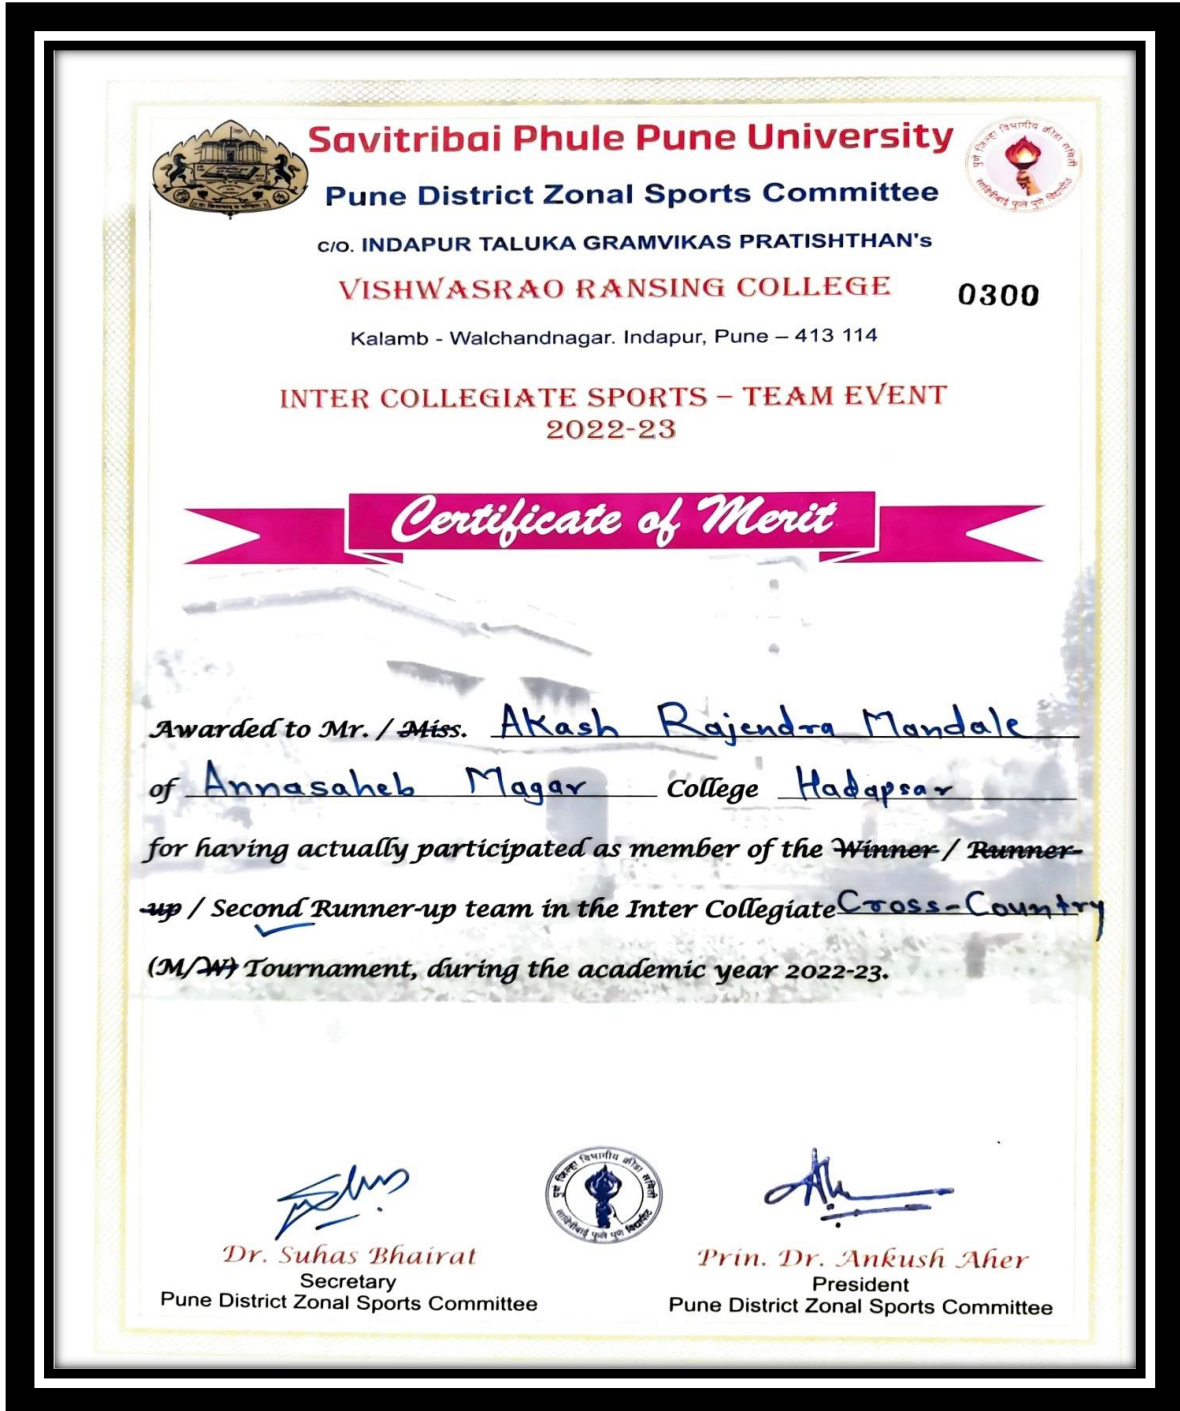 Savitribai Phule Pune University
Pune District Zonal Sports Committee
C/O. INDAPUR TALUKA GRAMVIKAS PRATISHTHAN's
VISHWASRAO RANSING COLLEGE
0300
Kalamb - Walchandnagar. Indapur, Pune – 413 114
INTER COLLEGIATE SPORTS – TEAM EVENT
2022-23
Certificate of Merit
Awarded to Mr. / Miss. Akash Rajendra Mandale
of Annasaheb Magar College Hadapsar
for having actually participated as member of the Winner / Runner-
up / Second Runner-up team in the Inter Collegiate Cross-Country
(M/W) Tournament, during the academic year 2022-23.
पुणे जिल्हा विभागीय क्रीडा समिती
सावित्रीबाई फुले पुणे विद्यापीठ
Dr. Suhas Bhairat
Secretary
Pune District Zonal Sports Committee
Prin. Dr. Ankush Aher
President
Pune District Zonal Sports Committee